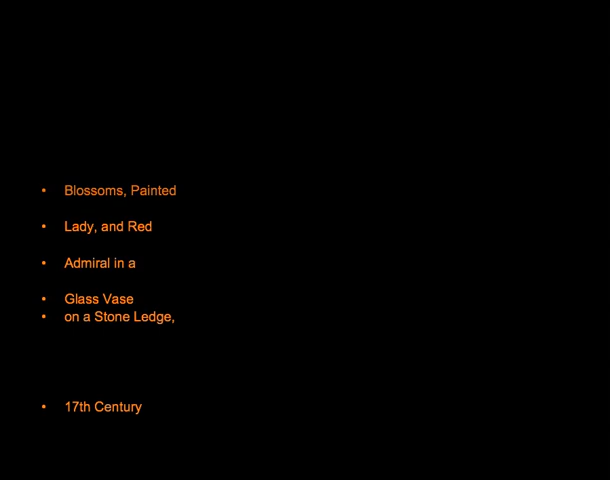 • Blossoms, Painted
• Lady, and Red
• Admiral in a
• Glass Vase
• on a Stone Ledge,
• 17th Century